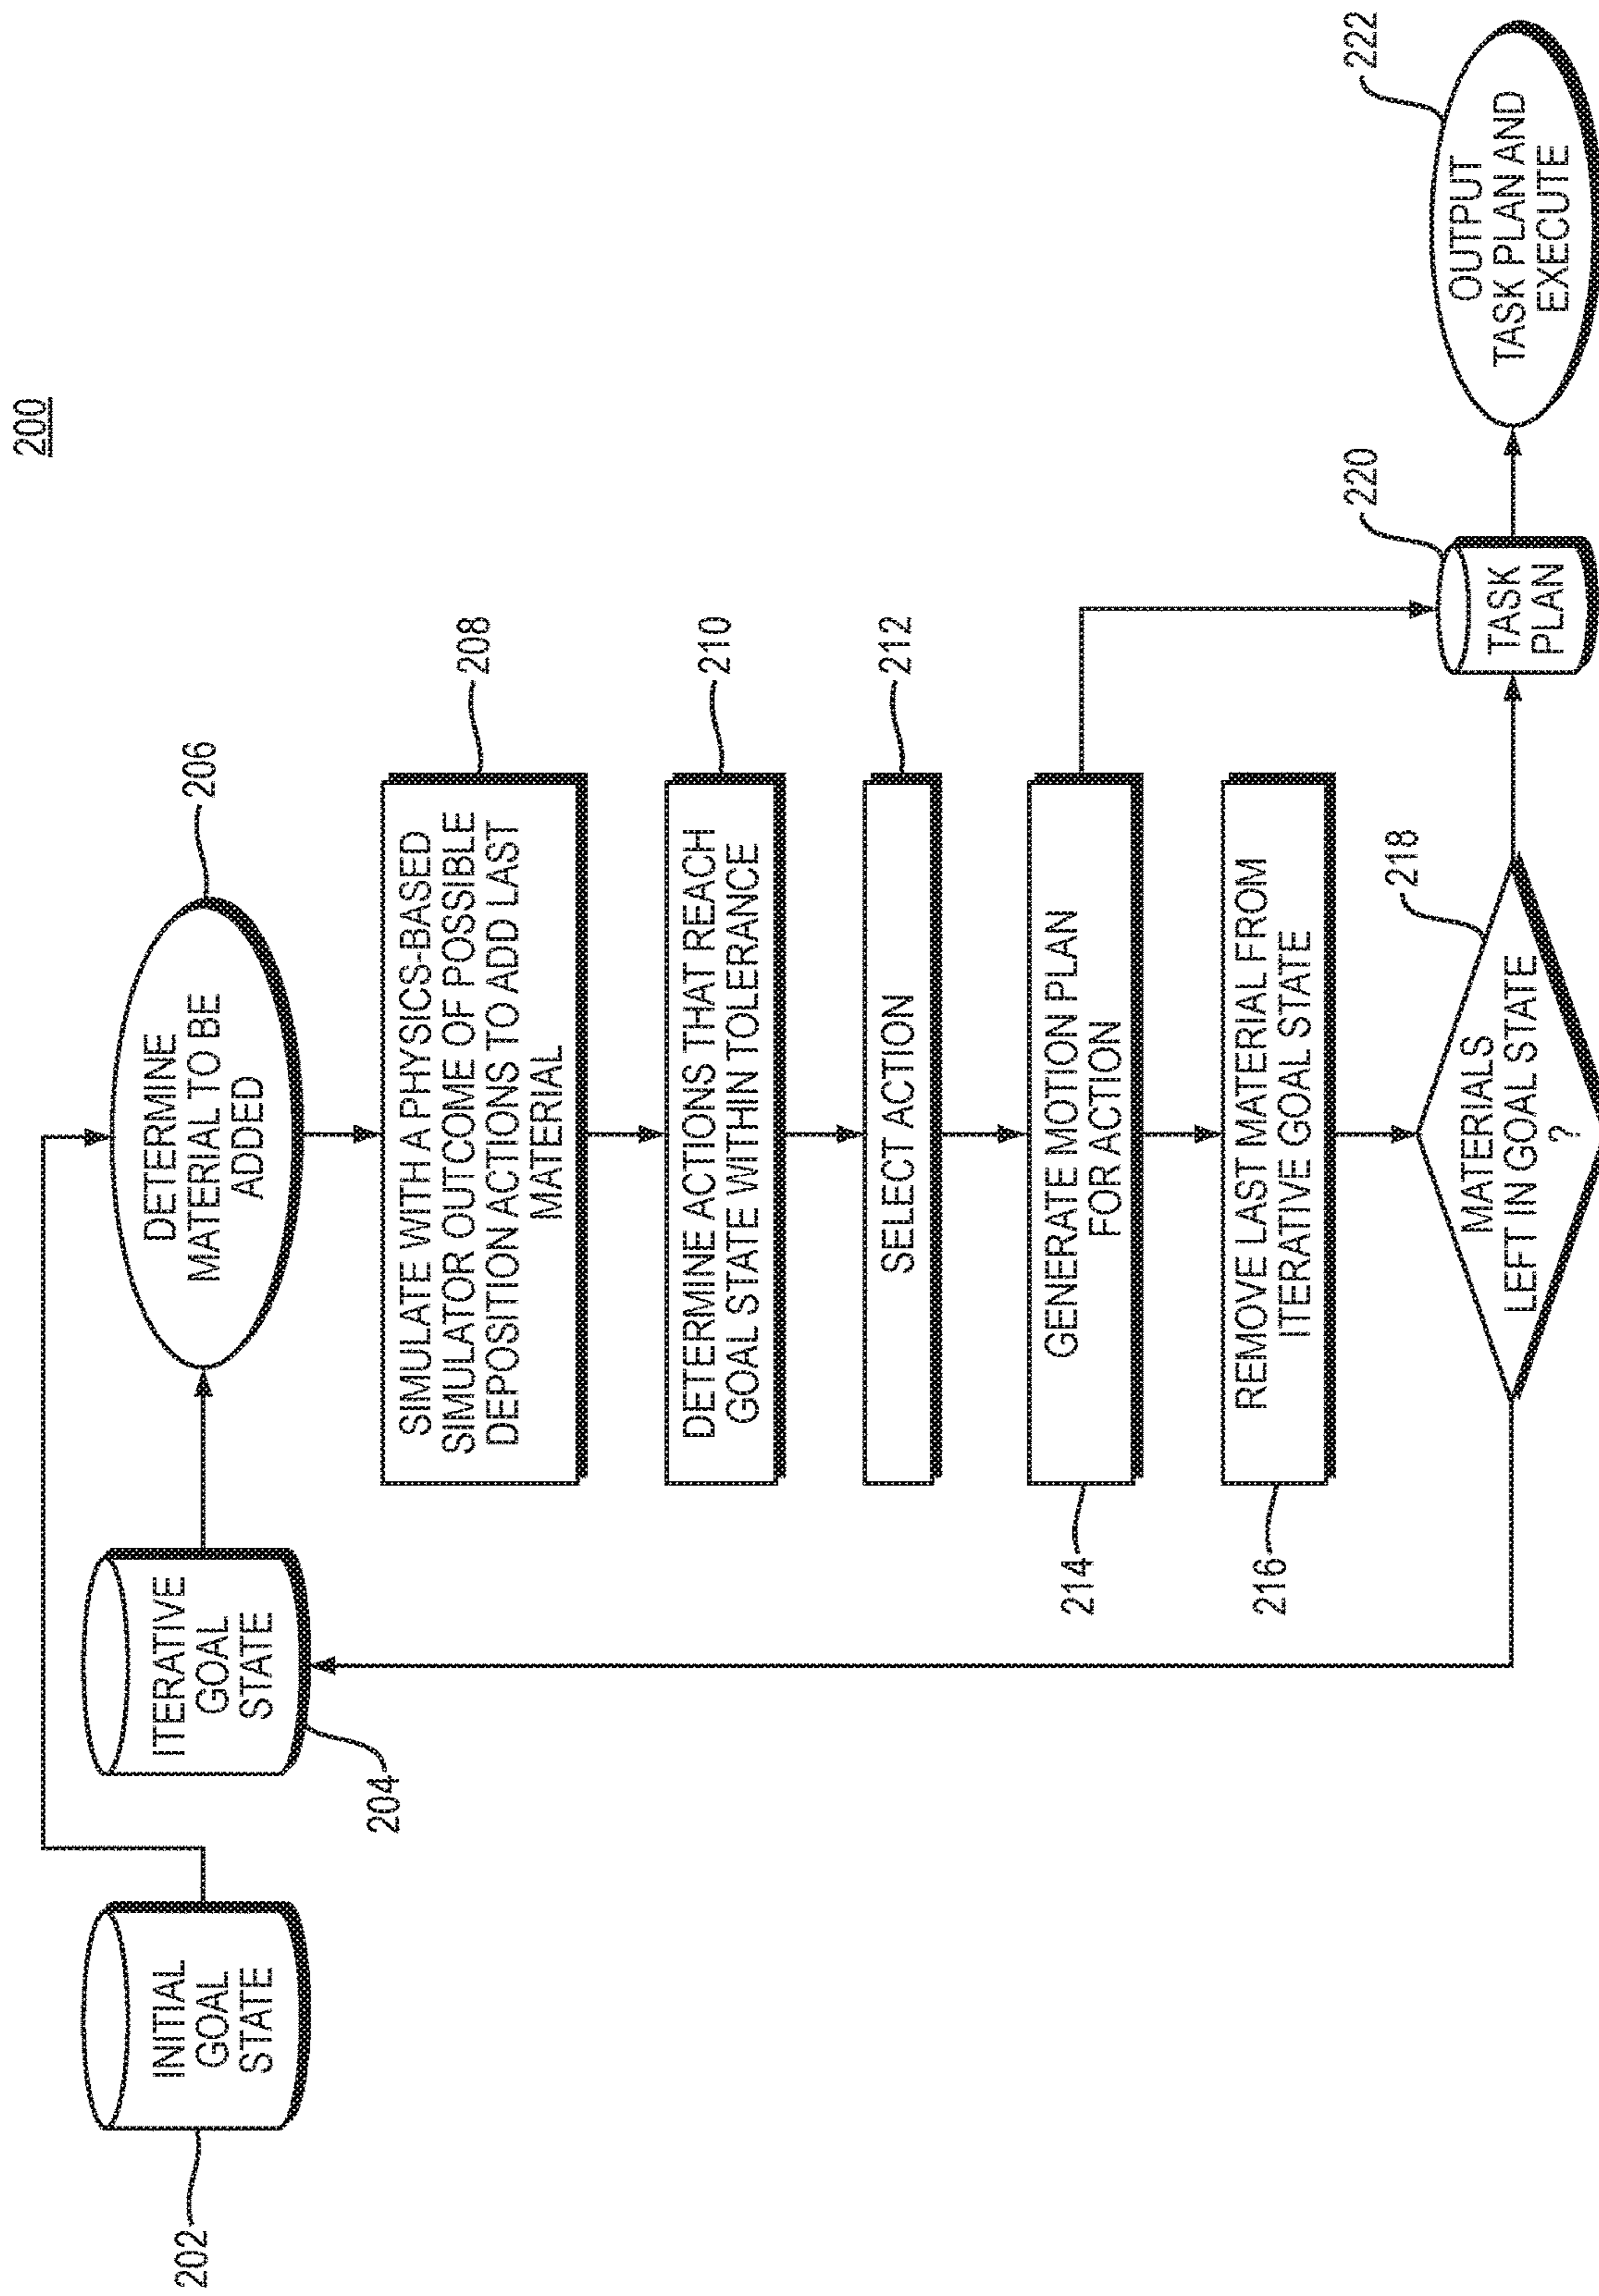 200
INITIAL
GOAL
STATE
202
ITERATIVE
GOAL
STATE
204
DETERMINE
MATERIAL TO BE
ADDED
206
SIMULATE WITH A PHYSICS-BASED
SIMULATOR OUTCOME OF POSSIBLE
DEPOSITION ACTIONS TO ADD LAST
MATERIAL
208
DETERMINE ACTIONS THAT REACH
GOAL STATE WITHIN TOLERANCE
210
SELECT ACTION
212
GENERATE MOTION PLAN
FOR ACTION
214
REMOVE LAST MATERIAL FROM
ITERATIVE GOAL STATE
216
MATERIALS
LEFT IN GOAL STATE
?
218
TASK
PLAN
220
OUTPUT
TASK PLAN AND
EXECUTE
222